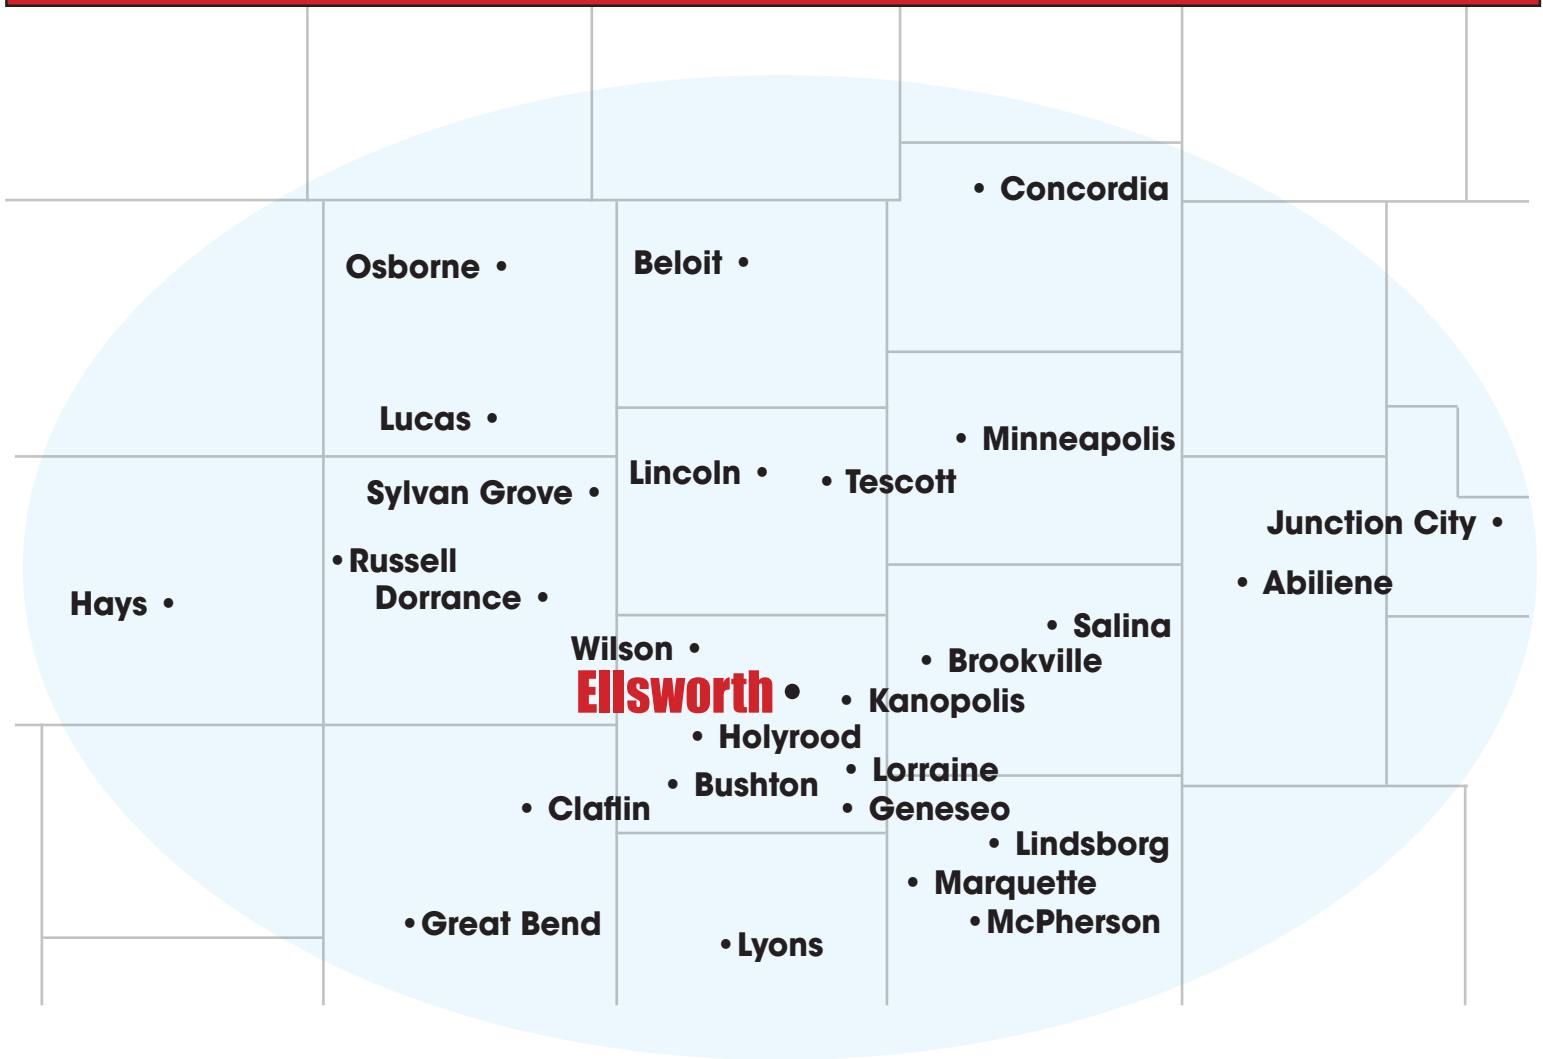 Concordia
Osborne
Beloit
Lucas
Minneapolis
Lincoln
Tescott
Sylvan Grove
Junction City
Russell
Abiliene
Dorrance
Hays
Salina
Wilson
Brookville
Ellsworth
Kanopolis
Holyrood
Lorraine
Bushton
Claflin
Geneseo
Lindsborg
Marquette
Great Bend
McPherson
Lyons